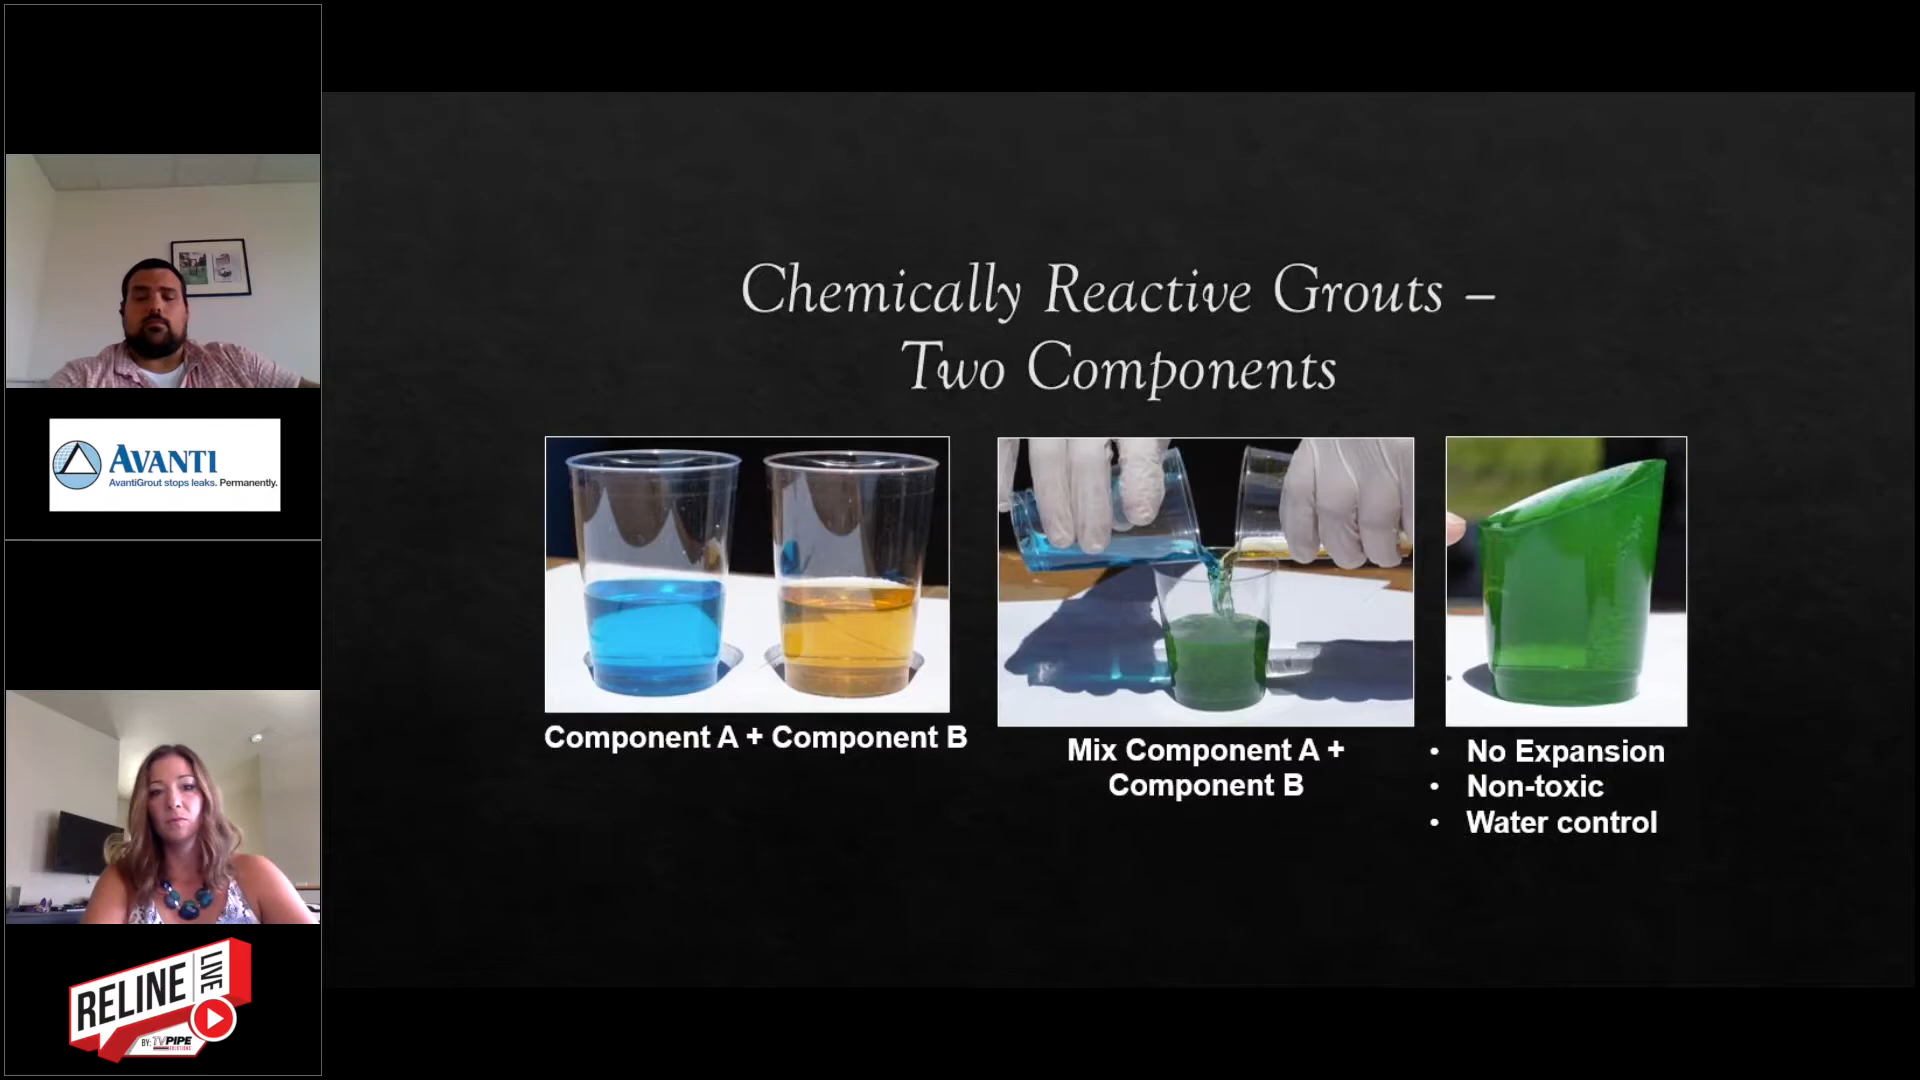 AVANTI
AvantiGrout stops leaks. Permanently.
RELINE
LIVE
BY: TVPIPE
SOLUTIONS
Chemically Reactive Grouts –
Two Components
Component A + Component B
Mix Component A +
Component B
• No Expansion
• Non-toxic
• Water control